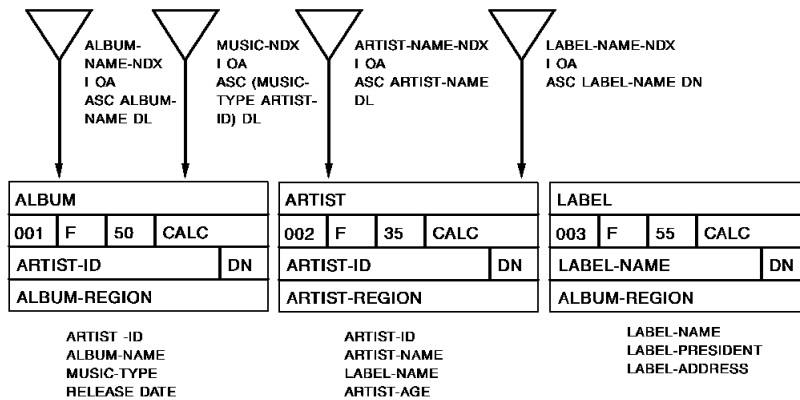 ALBUM-
NAME-NDX
I OA
ASC ALBUM-
NAME DL
MUSIC-NDX
I OA
ASC (MUSIC-
TYPE ARTIST-
ID) DL
ARTIST-NAME-NDX
I OA
ASC ARTIST-NAME
DL
LABEL-NAME-NDX
I OA
ASC LABEL-NAME DN
ALBUM
001 F 50 CALC
ARTIST-ID DN
ALBUM-REGION
ARTIST -ID
ALBUM-NAME
MUSIC-TYPE
RELEASE DATE
ARTIST
002 F 35 CALC
ARTIST-ID DN
ARTIST-REGION
ARTIST-ID
ARTIST-NAME
LABEL-NAME
ARTIST-AGE
LABEL
003 F 55 CALC
LABEL-NAME DN
ALBUM-REGION
LABEL-NAME
LABEL-PRESIDENT
LABEL-ADDRESS